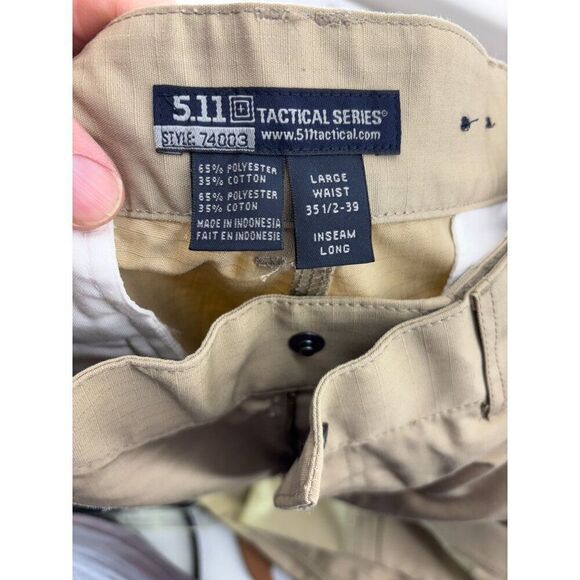 5.11 TACTICAL SERIES®
STYLE: 74003 www.511tactical.com
65% POLYESTER
35% COTTON
65% POLYESTER
35% COTON
MADE IN INDONESIA
FAIT EN INDONESIE
LARGE
WAIST
35 1/2-39
INSEAM
LONG